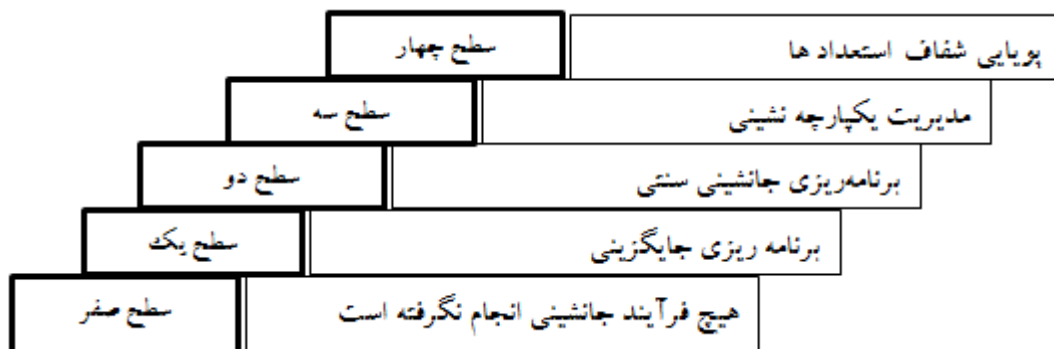 سطح چهار
پویایی شفاف استعداد ها
سطح سه
مدیریت یکپارچه نشینی
سطح دو
برنامه‌ریزی جانشینی سنتی
سطح یک
برنامه ریزی جایگزینی
سطح صفر
هیچ فرآیند جانشینی انجام نگرفته است